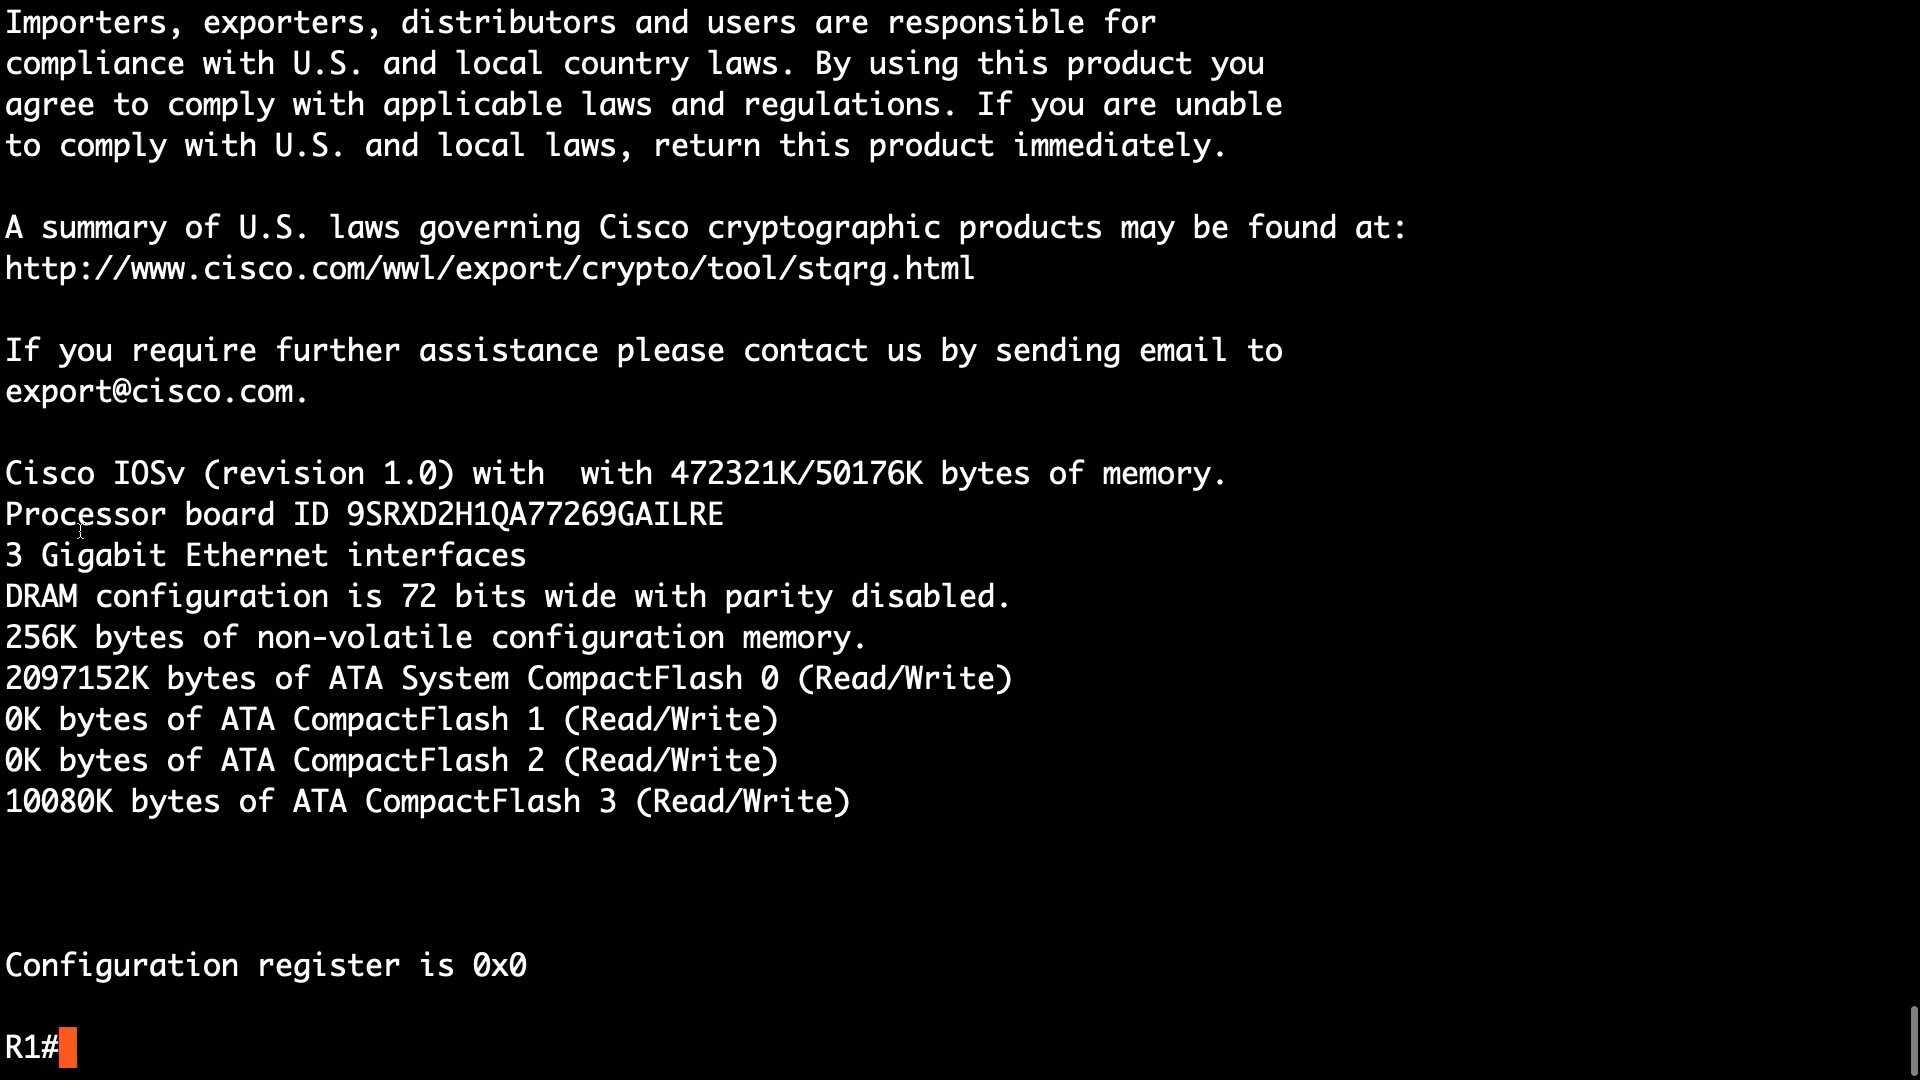 Importers, exporters, distributors and users are responsible for
compliance with U.S. and local country laws. By using this product you
agree to comply with applicable laws and regulations. If you are unable
to comply with U.S. and local laws, return this product immediately.
A summary of U.S. laws governing Cisco cryptographic products may be found at:
http://www.cisco.com/wwl/export/crypto/tool/stqrg.html
If you require further assistance please contact us by sending email to
export@cisco.com.
Cisco IOSv (revision 1.0) with  with 472321K/50176K bytes of memory.
Processor board ID 9SRXD2H1QA77269GAILRE
3 Gigabit Ethernet interfaces
DRAM configuration is 72 bits wide with parity disabled.
256K bytes of non-volatile configuration memory.
2097152K bytes of ATA System CompactFlash 0 (Read/Write)
0K bytes of ATA CompactFlash 1 (Read/Write)
0K bytes of ATA CompactFlash 2 (Read/Write)
10080K bytes of ATA CompactFlash 3 (Read/Write)
Configuration register is 0x0
R1#